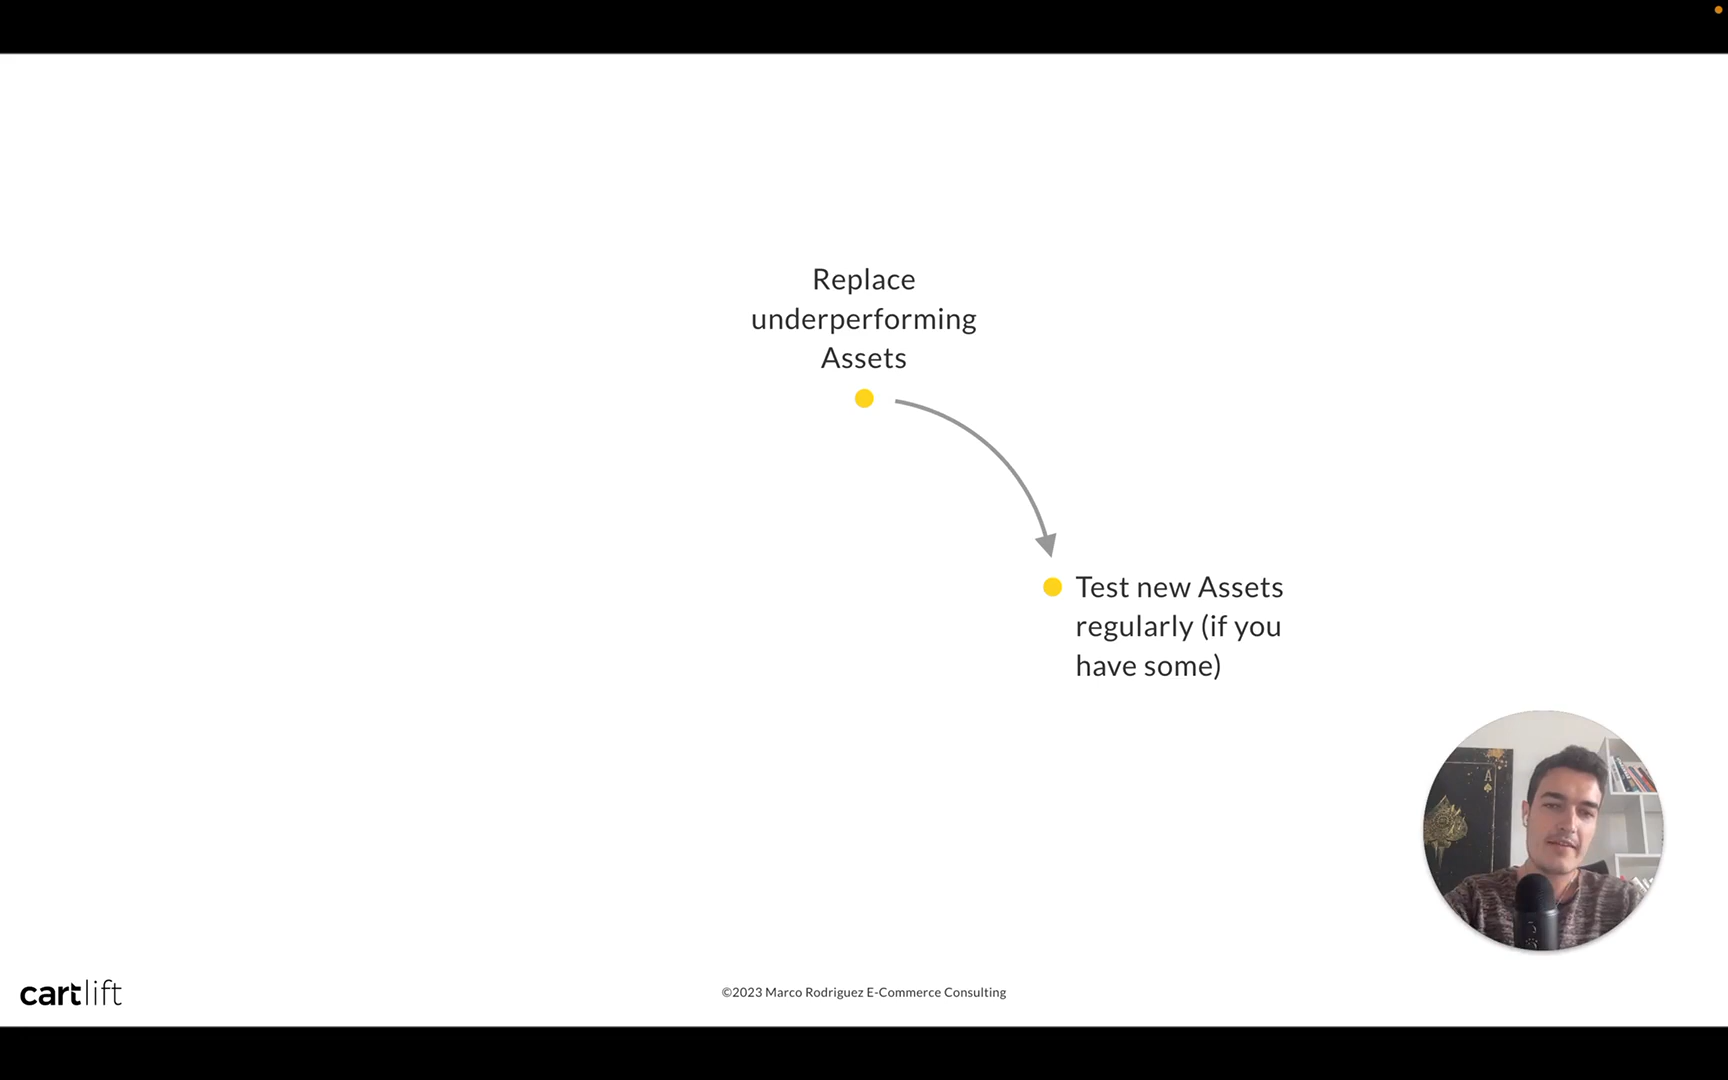 Replace
underperforming
Assets
Test new Assets
regularly (if you
have some)
A
cartlift
©2023 Marco Rodriguez E-Commerce Consulting